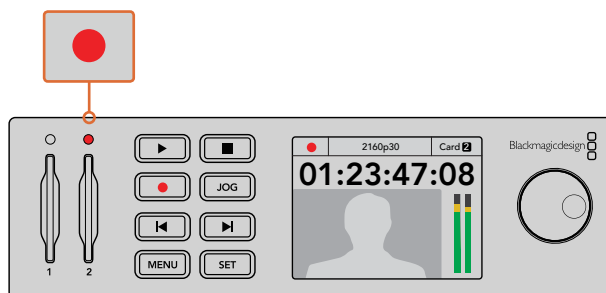 2160p30 Card 2
01:23:47:08
Blackmagicdesign
JOG
MENU SET
1 2